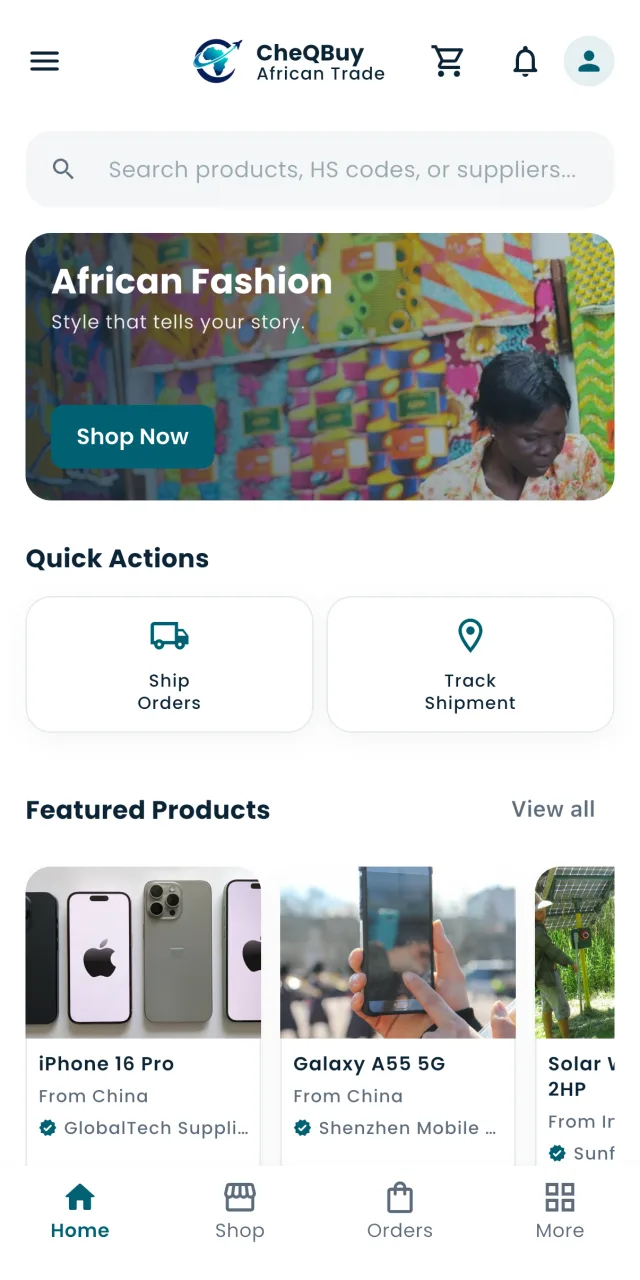 CheQBuy
African Trade
Search products, HS codes, or suppliers...
African Fashion
Style that tells your story.
Shop Now
Quick Actions
Ship
Orders
Track
Shipment
Featured Products
View all
iPhone 16 Pro
From China
GlobalTech Suppli...
Galaxy A55 5G
From China
Shenzhen Mobile ...
Solar
2HP
From
Sunf
Home
Shop
Orders
More